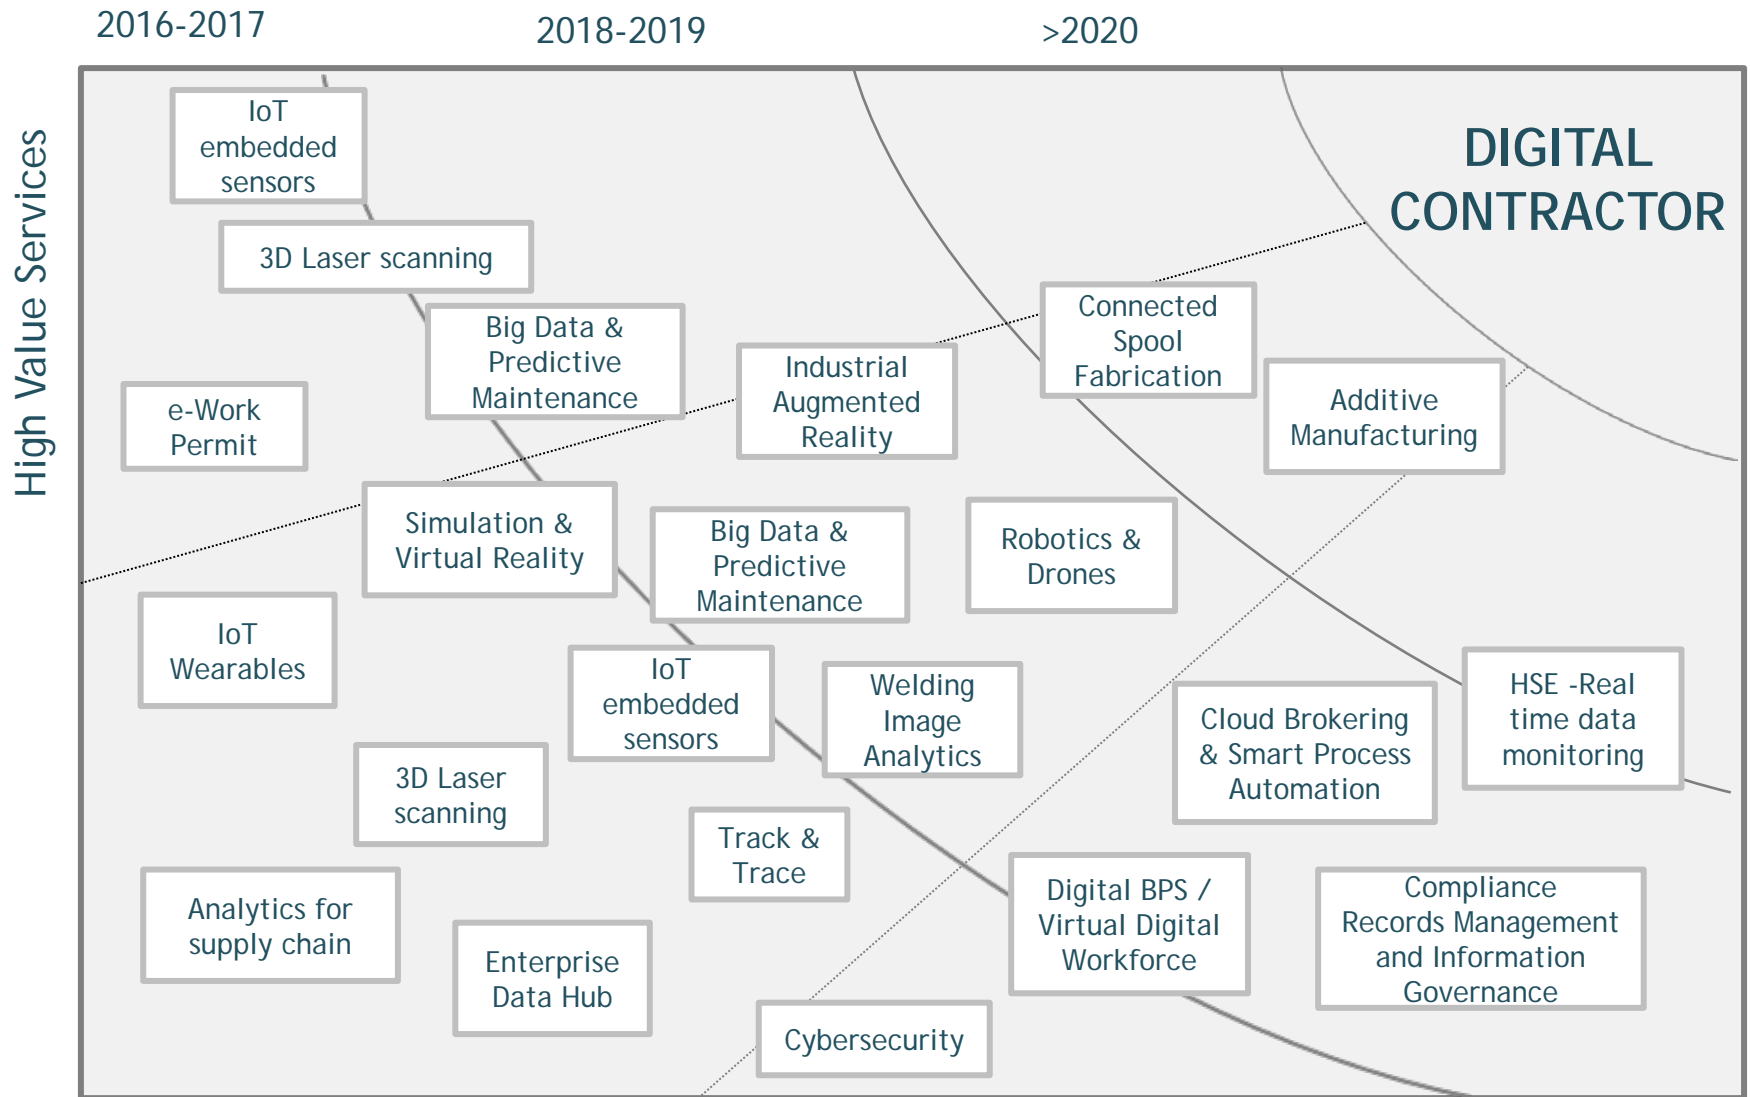 2016-2017
2018-2019
>2020
High Value Services
DIGITAL
CONTRACTOR
IoT
embedded
sensors
3D Laser scanning
Big Data &
Predictive
Maintenance
Industrial
Augmented
Reality
Connected
Spool
Fabrication
Additive
Manufacturing
e-Work
Permit
Simulation &
Virtual Reality
Big Data &
Predictive
Maintenance
Robotics &
Drones
IoT
Wearables
IoT
embedded
sensors
Welding
Image
Analytics
Cloud Brokering
& Smart Process
Automation
HSE -Real
time data
monitoring
3D Laser
scanning
Track &
Trace
Analytics for
supply chain
Enterprise
Data Hub
Digital BPS /
Virtual Digital
Workforce
Compliance
Records Management
and Information
Governance
Cybersecurity